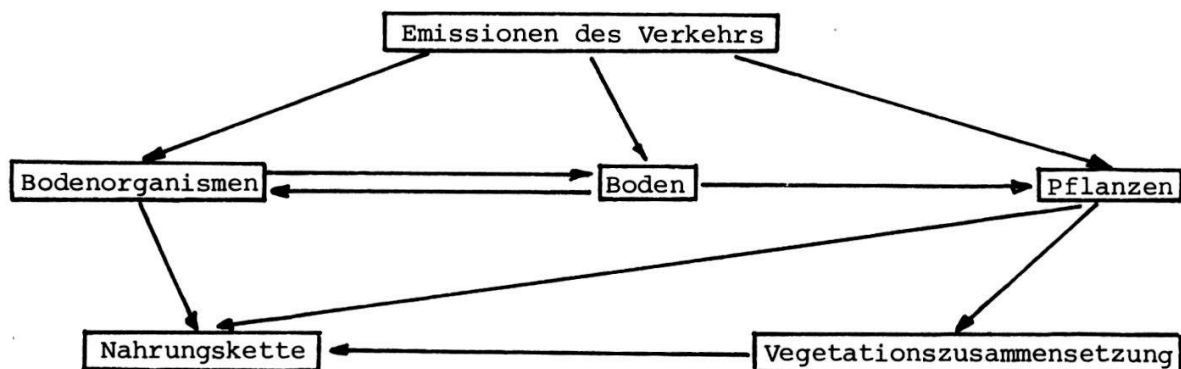 Emissionen des Verkehrs
Bodenorganismen
Boden
Pflanzen
Nahrungskette
Vegetationszusammensetzung